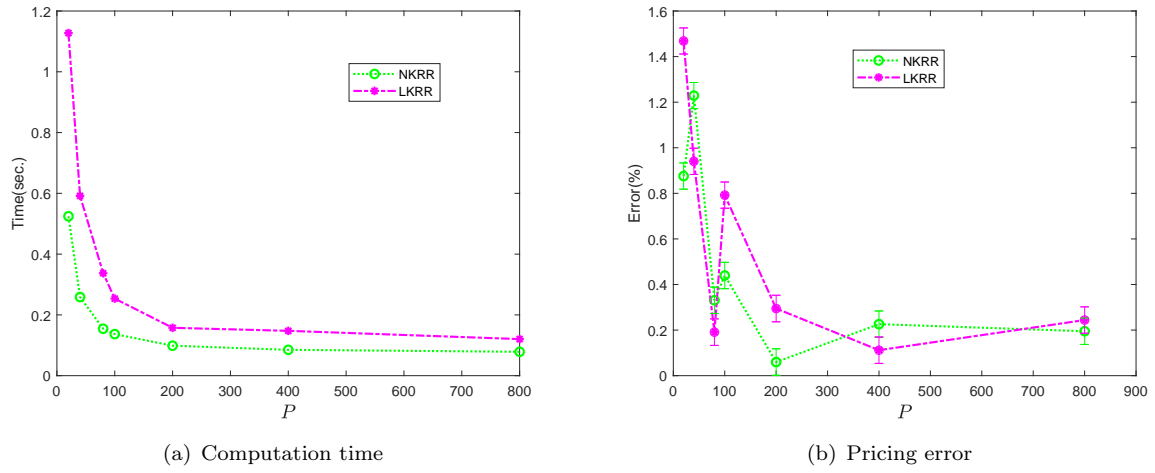 1.2
1
0.8
0.6
0.4
0.2
0
Time(sec.)
NKRR
LKRR
0 100 200 300 400 500 600 700 800
P
(a) Computation time
1.6
1.4
1.2
1
0.8
0.6
0.4
0.2
0
Error(%)
NKRR
LKRR
0 100 200 300 400 500 600 700 800 900
P
(b) Pricing error